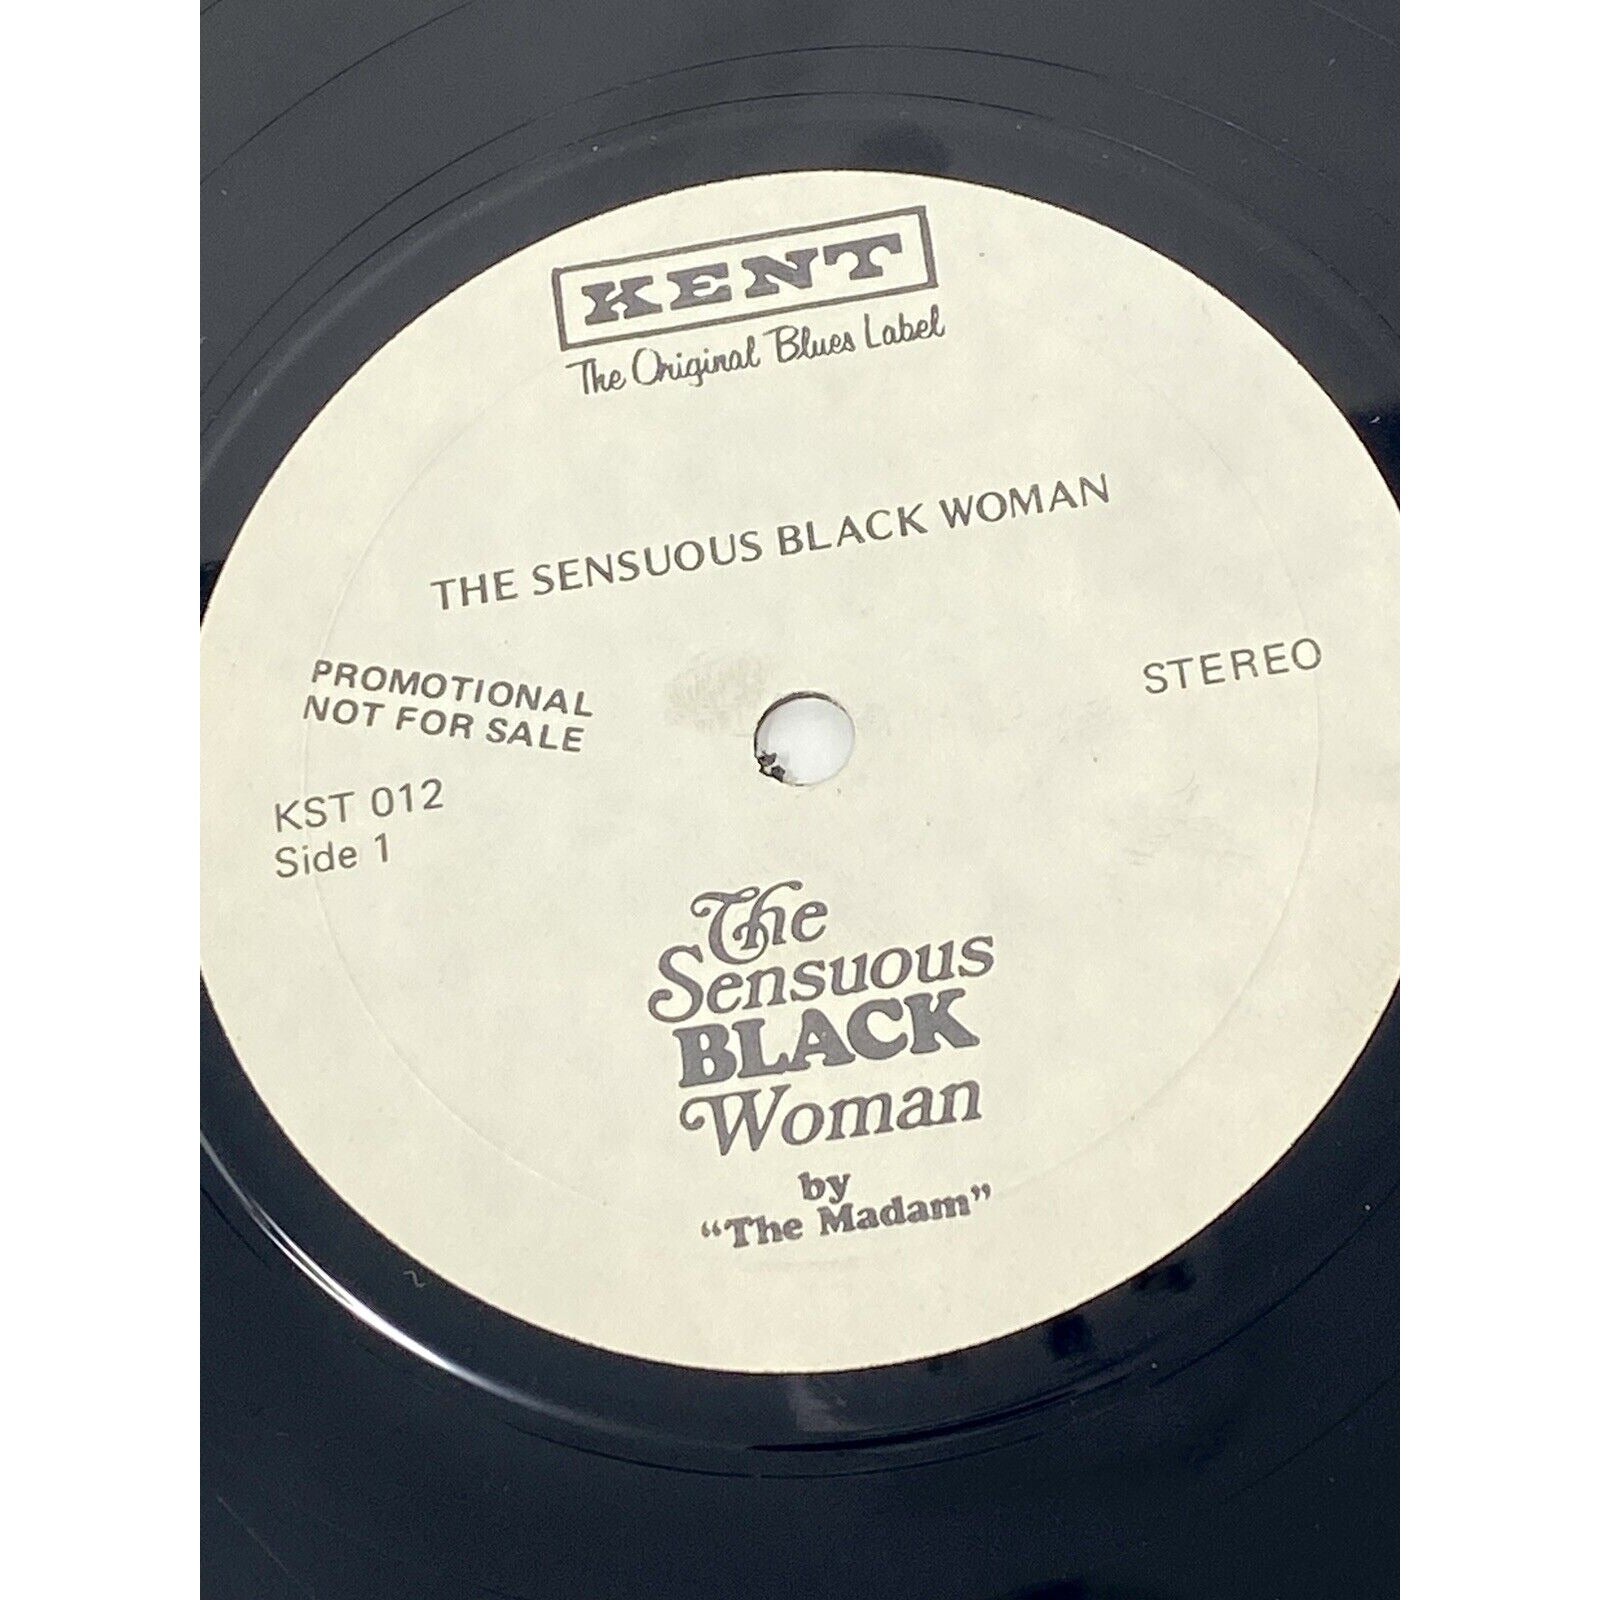 KENT
The Original Blues Label
THE SENSUOUS BLACK WOMAN
PROMOTIONAL
NOT FOR SALE
STEREO
KST 012
Side 1
The
Sensuous
BLACK
Woman
by
“The Madam”